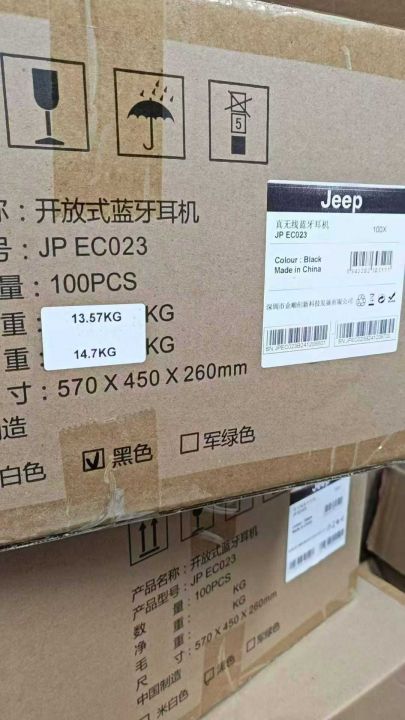 5
称：开放式蓝牙耳机
号：JP EC023
量：100PCS
重：13.57KG KG
重：14.7KG KG
寸：570 X 450 X 260mm
造
白色 黑色 军绿色
Jeep
真无线蓝牙耳机 100X
JP EC023
Colour : Black
Made in China
Jeep
产品名称：开放式蓝牙耳机
产品型号：JP EC023
数 量：100PCS
净 重： KG
毛 重： KG
尺 寸：570 X 450 X 260mm
中国制造
米白色 黑色 军绿色